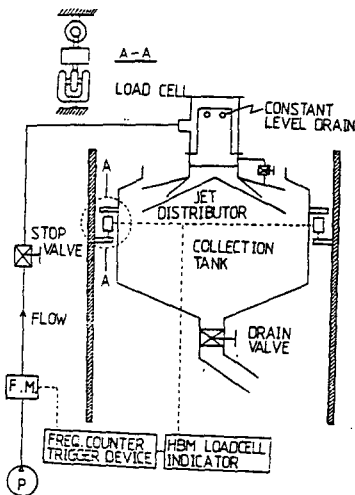 A-A
LOAD CELL
CONSTANT
LEVEL DRAIN
A
JET
DISTRIBUTOR
STOP
VALVE
COLLECTION
TANK
A
FLOW
DRAIN
VALVE
F.M.
FREQ.COUNTER
TRIGGER DEVICE
HBM LOADCELL
INDICATOR
P